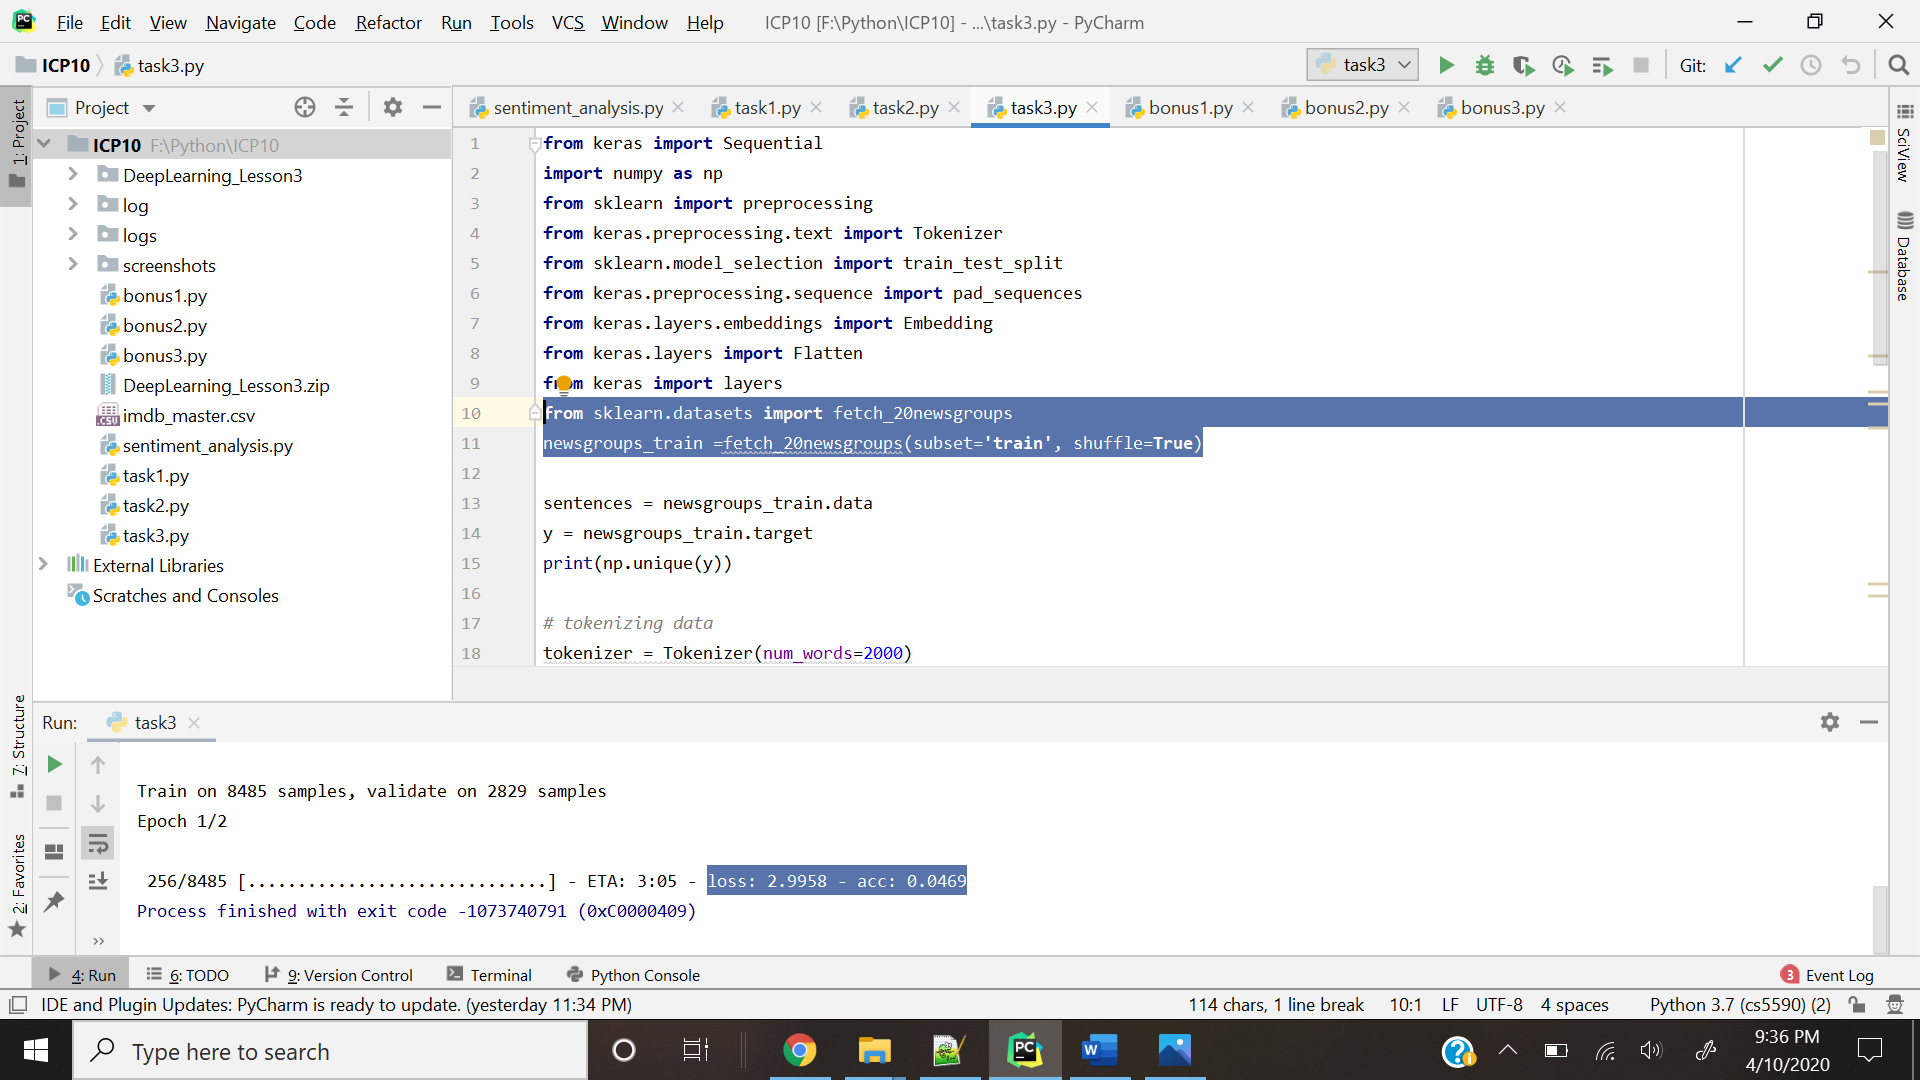 File Edit View Navigate Code Refactor Run Tools VCS Window Help ICP10 [F:\Python\ICP10] - ...\task3.py - PyCharm
ICP10 task3.py task3 Git:
Project sentiment_analysis.py task1.py task2.py task3.py bonus1.py bonus2.py bonus3.py
1: Project
ICP10 F:\Python\ICP10
DeepLearning_Lesson3
log
logs
screenshots
bonus1.py
bonus2.py
bonus3.py
DeepLearning_Lesson3.zip
imdb_master.csv
sentiment_analysis.py
task1.py
task2.py
task3.py
External Libraries
Scratches and Consoles
1 from keras import Sequential
2 import numpy as np
3 from sklearn import preprocessing
4 from keras.preprocessing.text import Tokenizer
5 from sklearn.model_selection import train_test_split
6 from keras.preprocessing.sequence import pad_sequences
7 from keras.layers.embeddings import Embedding
8 from keras.layers import Flatten
9 from keras import layers
10 from sklearn.datasets import fetch_20newsgroups
11 newsgroups_train =fetch_20newsgroups(subset='train', shuffle=True)
12
13 sentences = newsgroups_train.data
14 y = newsgroups_train.target
15 print(np.unique(y))
16
17 # tokenizing data
18 tokenizer = Tokenizer(num_words=2000)
SciView
Database
7: Structure
2: Favorites
Run: task3
Train on 8485 samples, validate on 2829 samples
Epoch 1/2
256/8485 [..............................] - ETA: 3:05 - loss: 2.9958 - acc: 0.0469
Process finished with exit code -1073740791 (0xC0000409)
4: Run 6: TODO 9: Version Control Terminal Python Console 3 Event Log
IDE and Plugin Updates: PyCharm is ready to update. (yesterday 11:34 PM) 114 chars, 1 line break 10:1 LF UTF-8 4 spaces Python 3.7 (cs5590) (2)
Type here to search
9:36 PM
4/10/2020